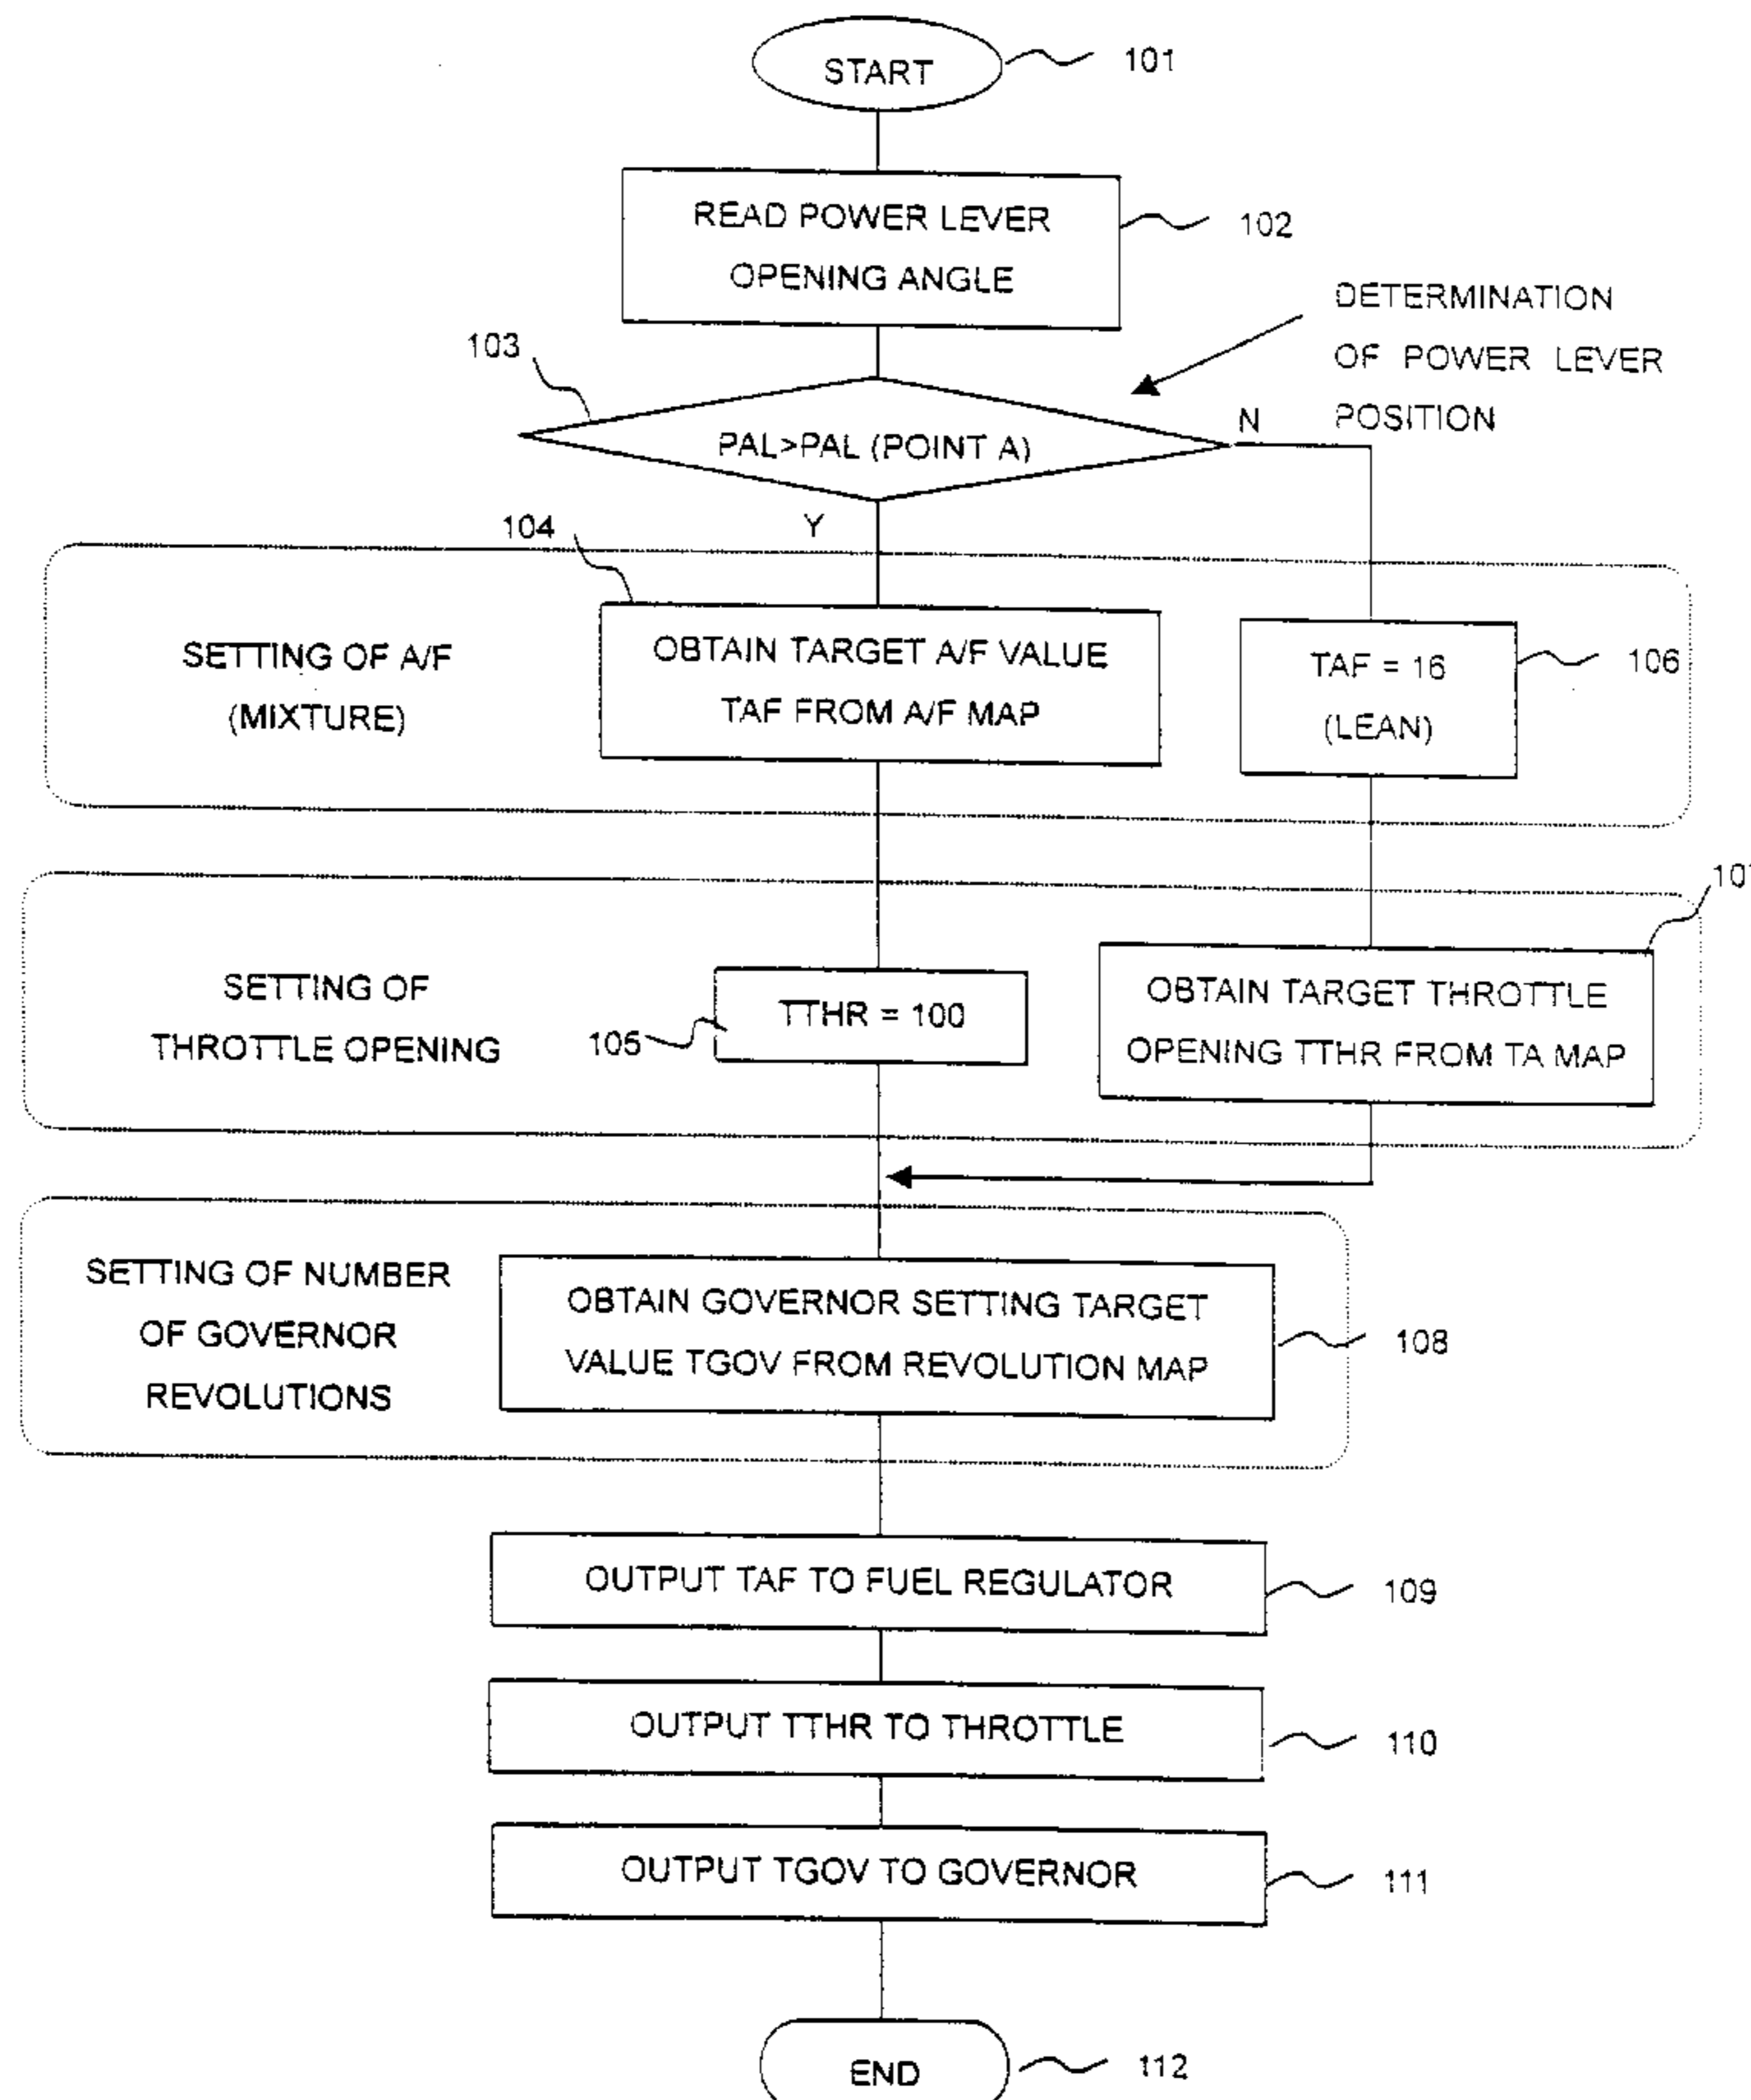 START
101
READ POWER LEVER
OPENING ANGLE
102
DETERMINATION
OF POWER LEVER
POSITION
103
PAL>PAL (POINT A)
N
Y
104
SETTING OF A/F
(MIXTURE)
OBTAIN TARGET A/F VALUE
TAF FROM A/F MAP
TAF = 16
(LEAN)
106
SETTING OF
THROTTLE OPENING
105
TTHR = 100
OBTAIN TARGET THROTTLE
OPENING TTHR FROM TA MAP
SETTING OF NUMBER
OF GOVERNOR
REVOLUTIONS
OBTAIN GOVERNOR SETTING TARGET
VALUE TGOV FROM REVOLUTION MAP
108
OUTPUT TAF TO FUEL REGULATOR
109
OUTPUT TTHR TO THROTTLE
110
OUTPUT TGOV TO GOVERNOR
111
END
112